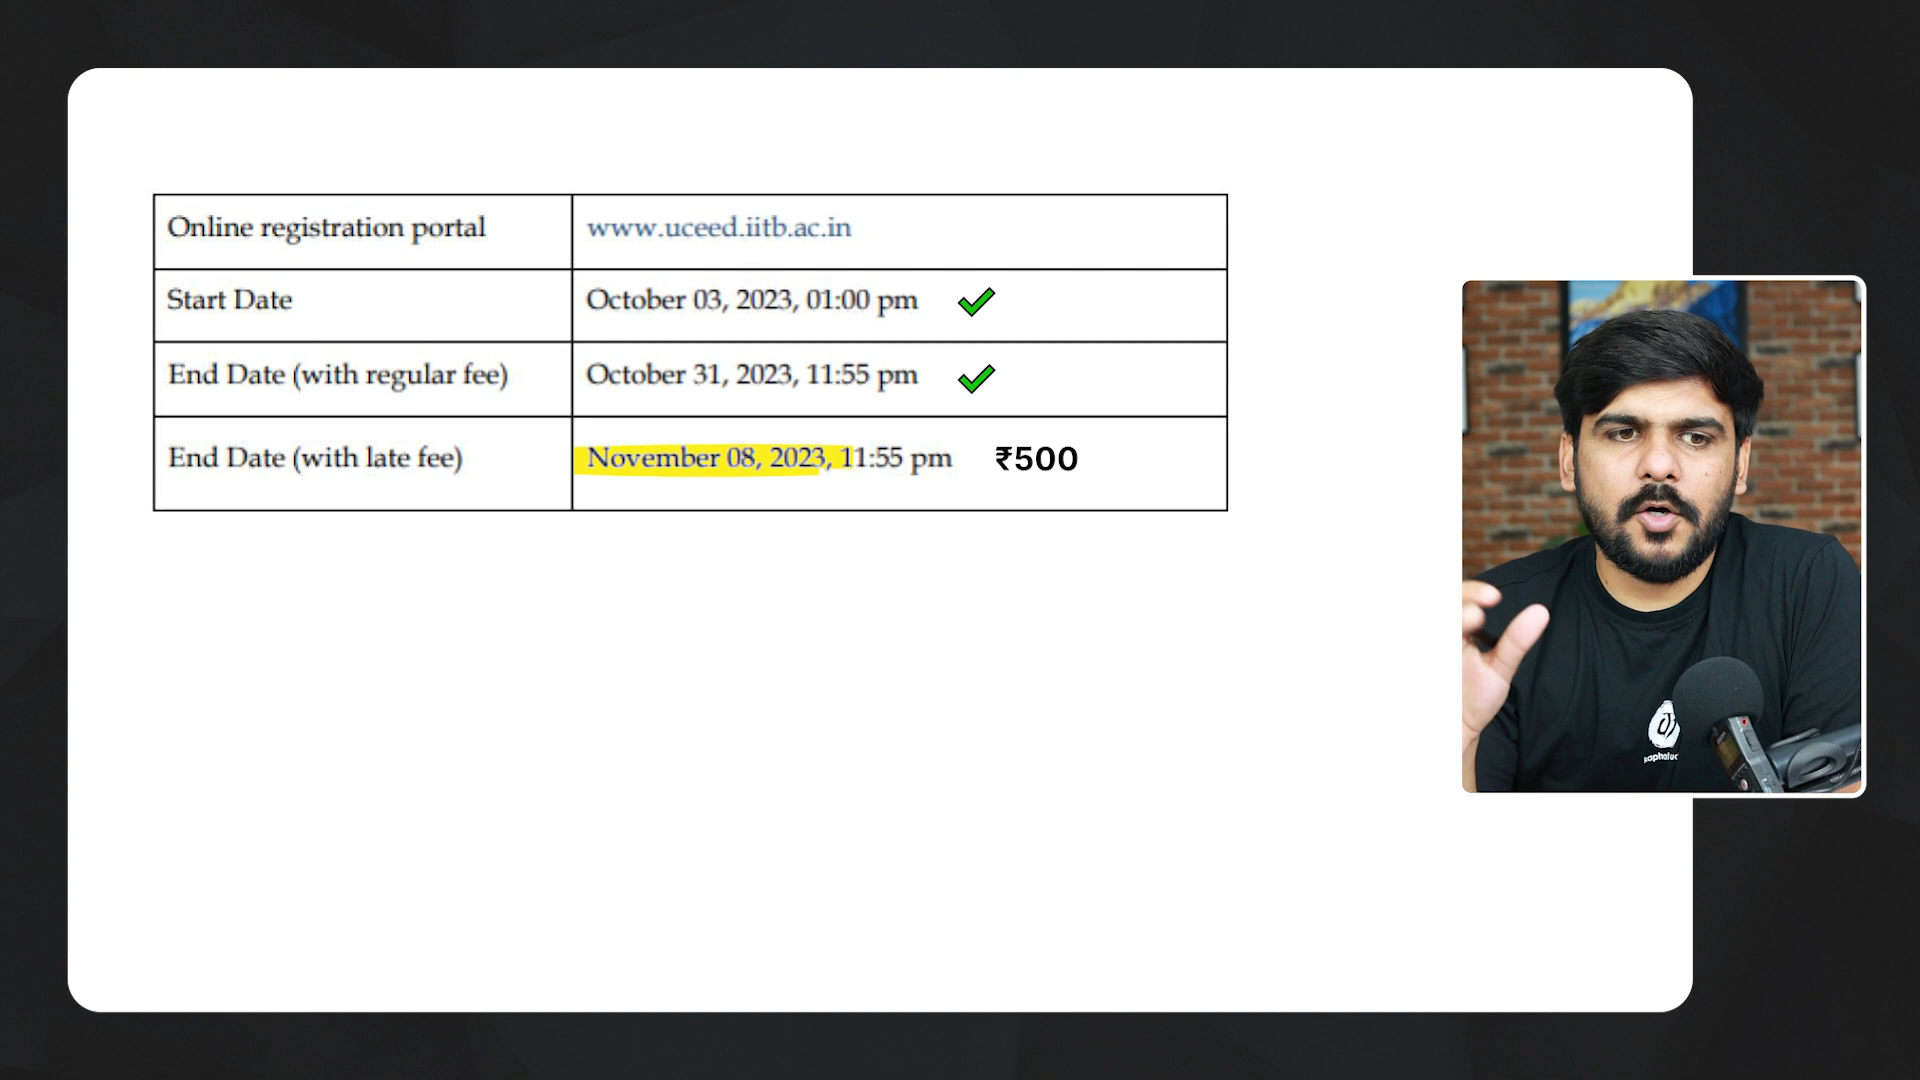 Online registration portal www.uceed.iitb.ac.in
Start Date October 03, 2023, 01:00 pm
End Date (with regular fee) October 31, 2023, 11:55 pm
End Date (with late fee) November 08, 2023, 11:55 pm ₹500